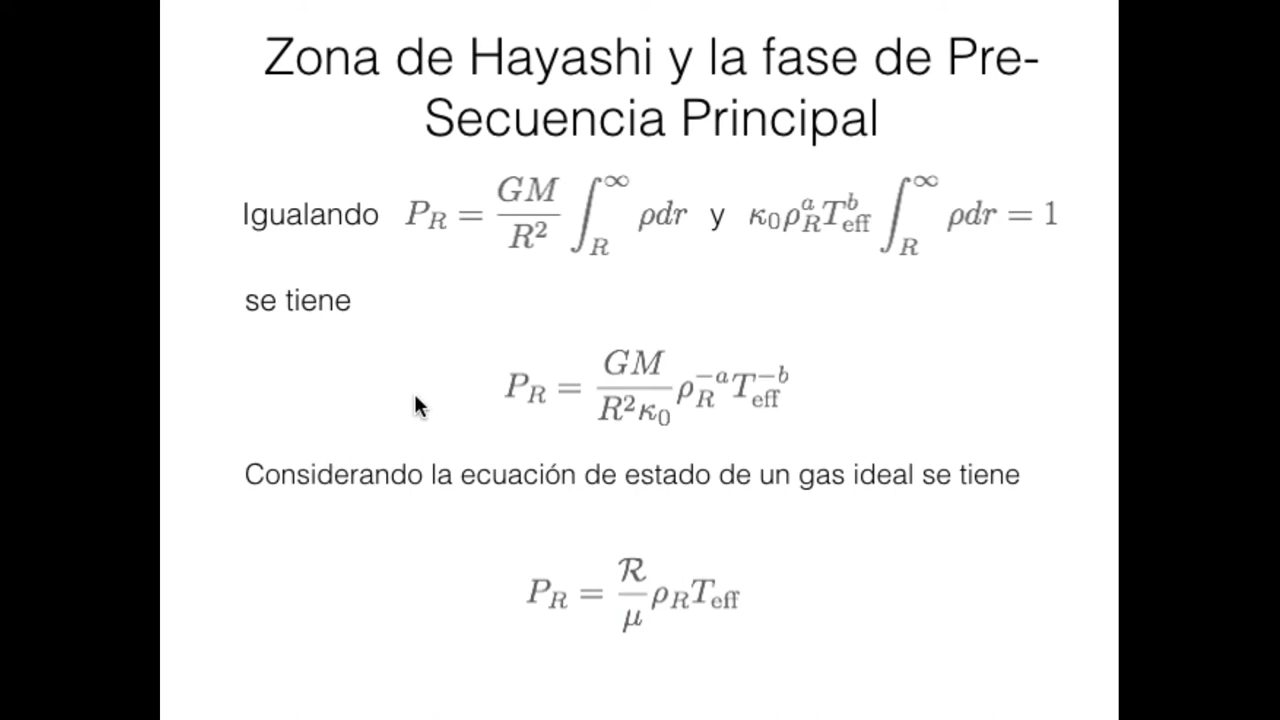 Zona de Hayashi y la fase de Pre-
Secuencia Principal
Igualando $P_R = \frac{GM}{R^2} \int_R^\infty \rho dr$ y $\kappa_0 \rho_R^a T_{\text{eff}}^b \int_R^\infty \rho dr = 1$
se tiene
$P_R = \frac{GM}{R^2 \kappa_0} \rho_R^{-a} T_{\text{eff}}^{-b}$
Considerando la ecuación de estado de un gas ideal se tiene
$P_R = \frac{\mathcal{R}}{\mu} \rho_R T_{\text{eff}}$